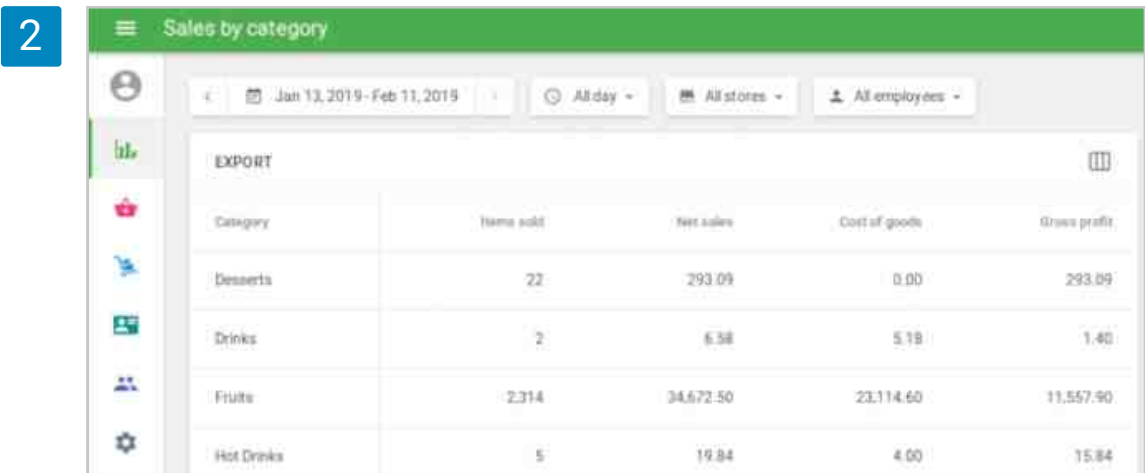 2
Sales by category
Jan 13, 2019 - Feb 11, 2019 All day All stores All employees
EXPORT
Category Items sold Net sales Cost of goods Gross profit
Desserts 22 293.09 0.00 293.09
Drinks 2 6.58 5.18 1.40
Fruits 2,314 34,672.50 23,114.60 11,557.90
Hot Drinks 5 19.84 4.00 15.84